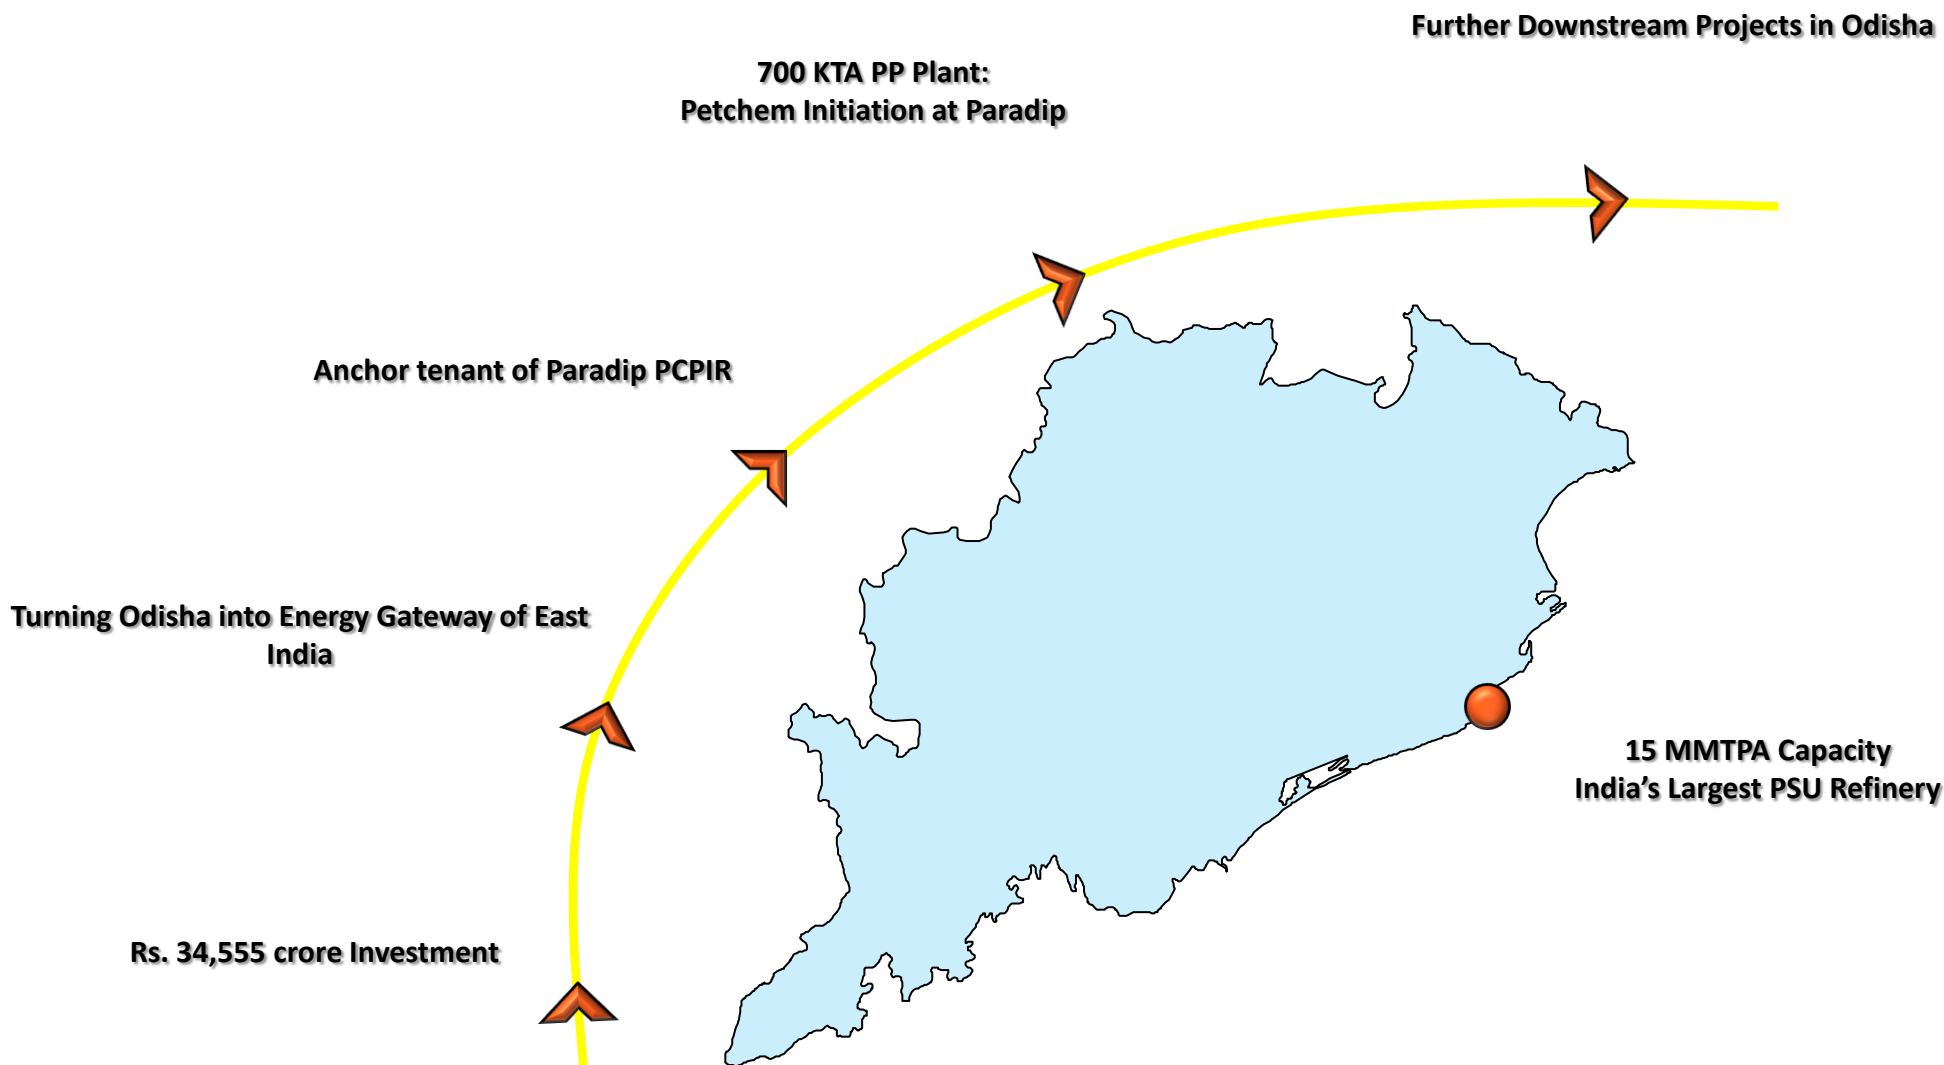 Further Downstream Projects in Odisha
700 KTA PP Plant:
Petchem Initiation at Paradip
Anchor tenant of Paradip PCPIR
Turning Odisha into Energy Gateway of East
India
15 MMTPA Capacity
India’s Largest PSU Refinery
Rs. 34,555 crore Investment